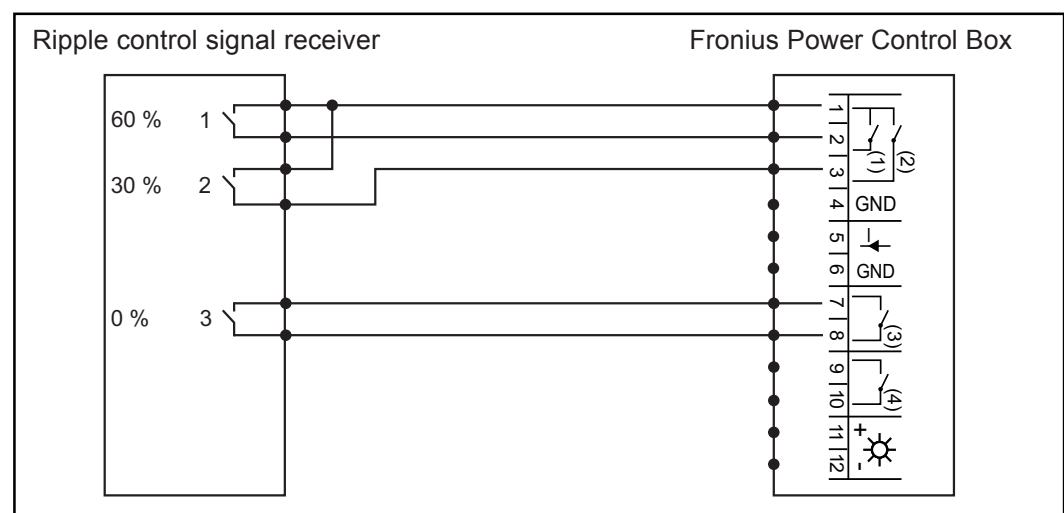 Ripple control signal receiver
Fronius Power Control Box
60 % 1
30 % 2
0 % 3
1
2
3
4 GND
5
6 GND
7
8
9
10
11 +
12 -
(1)
(2)
(3)
(4)